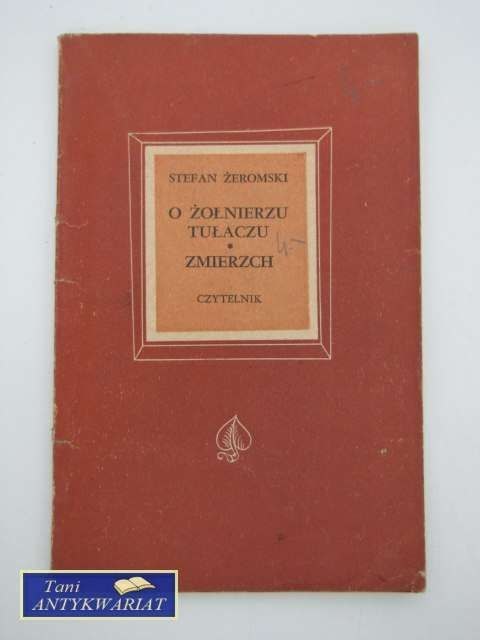 STEFAN ŻEROMSKI
O ŻOŁNIERZU
TUŁACZU
•
ZMIERZCH
4.-
CZYTELNIK
Tani
ANTYKWARIAT